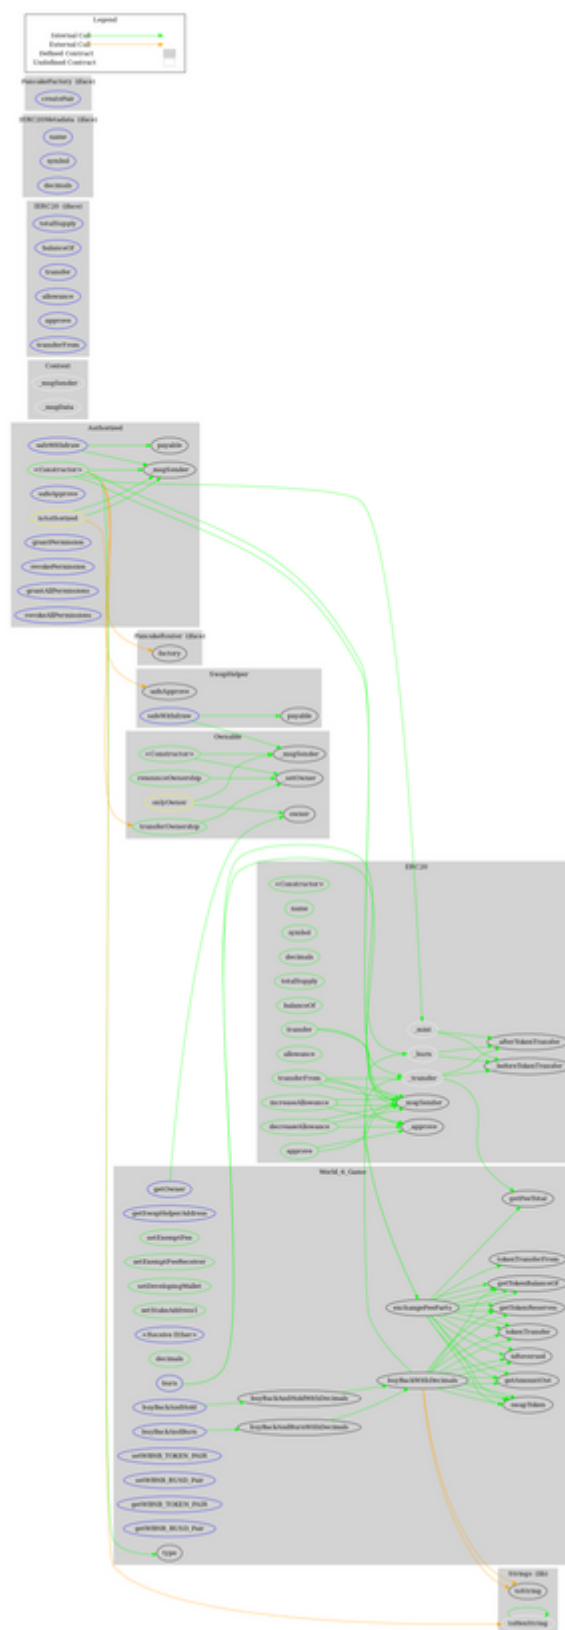 Legend
Internal Call
External Call
Defined Contract
Undefined Contract
PancakeFactory (iface)
createPair
IERC20Metadata (iface)
name
symbol
decimals
IERC20 (iface)
totalSupply
balanceOf
transfer
allowance
approve
transferFrom
Context
_msgSender
_msgData
Authorized
safeWithdraw
payable
<Constructor>
_msgSender
safeApprove
isAuthorized
grantPermission
revokePermission
grantAllPermissions
revokeAllPermissions
PancakeRouter (iface)
factory
SwapHelper
safeApprove
safeWithdraw
payable
Ownable
<Constructor>
_msgSender
renounceOwnership
_setOwner
onlyOwner
owner
transferOwnership
ERC20
<Constructor>
name
symbol
decimals
totalSupply
balanceOf
transfer
_mint
_afterTokenTransfer
allowance
_burn
_beforeTokenTransfer
transferFrom
_transfer
increaseAllowance
_msgSender
decreaseAllowance
_approve
approve
World_6_Game
getOwner
getFeeTotal
getSwapHelperAddress
setExemptFee
setExemptFeeReceiver
tokenTransferFrom
setDevelopingWallet
getTokenBalanceOf
setStakeAddress1
exchangeFeeParty
getTokenReserves
<Receive Ether>
tokenTransfer
decimals
isReversed
burn
buyBackWithDecimals
getAmountOut
buyBackAndHold
buyBackAndHoldWithDecimals
swapToken
buyBackAndBurn
buyBackAndBurnWithDecimals
setWBNB_TOKEN_PAIR
setWBNB_BUSD_Pair
getWBNB_TOKEN_PAIR
getWBNB_BUSD_Pair
type
Strings (lib)
toString
toHexString